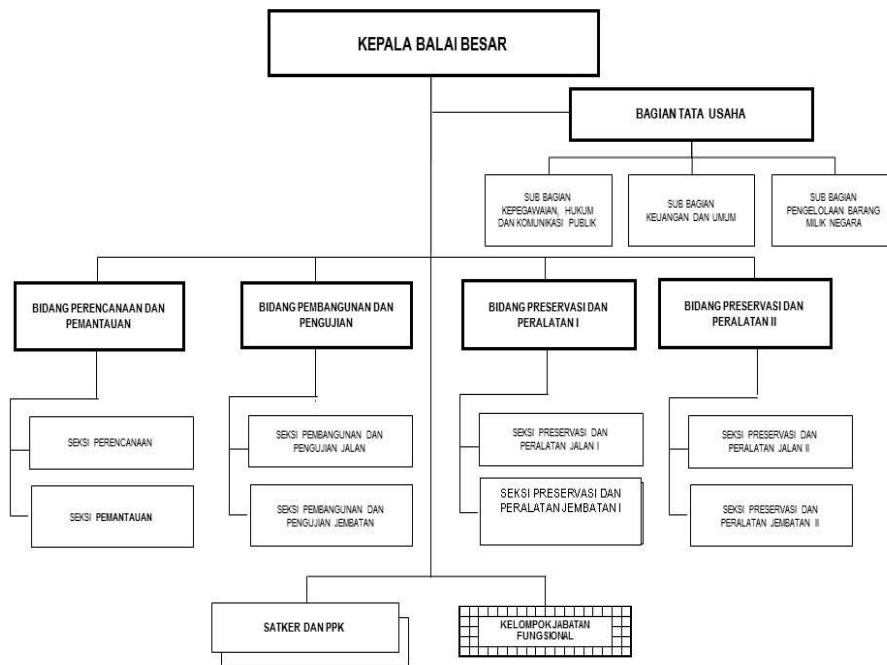 KEPALA BALAI BESAR
BAGIAN TATA USAHA
SUB BAGIAN
KEPEGAWAIAN, HUKUM
DAN KOMUNIKASI PUBLIK
SUB BAGIAN
KEUANGAN DAN UMUM
SUB BAGIAN
PENGELOLAAN BARANG
MILIK NEGARA
BIDANG PERENCANAAN DAN
PEMANTAUAN
BIDANG PEMBANGUNAN DAN
PENGUJIAN
BIDANG PRESERVASI DAN
PERALATAN I
BIDANG PRESERVASI DAN
PERALATAN II
SEKSI PERENCANAAN
SEKSI PEMBANGUNAN DAN
PENGUJIAN JALAN
SEKSI PRESERVASI DAN
PERALATAN JALAN I
SEKSI PRESERVASI DAN
PERALATAN JALAN II
SEKSI PEMANTAUAN
SEKSI PEMBANGUNAN DAN
PENGUJIAN JEMBATAN
SEKSI PRESERVASI DAN
PERALATAN JEMBATAN I
SEKSI PRESERVASI DAN
PERALATAN JEMBATAN II
SATKER DAN PPK
KELOMPOK JABATAN
FUNGSIONAL